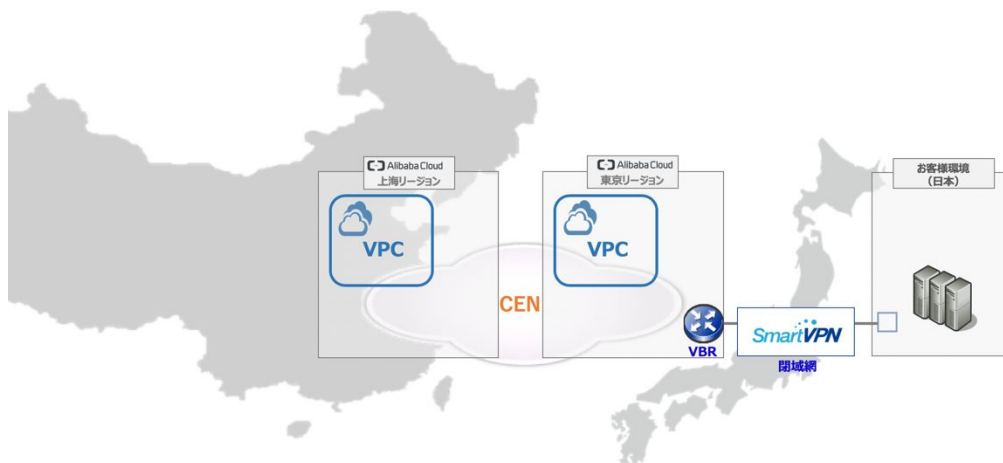 Alibaba Cloud
上海リージョン
VPC
Alibaba Cloud
東京リージョン
VPC
CEN
VBR
SmartVPN
閉域網
お客様環境
（日本）